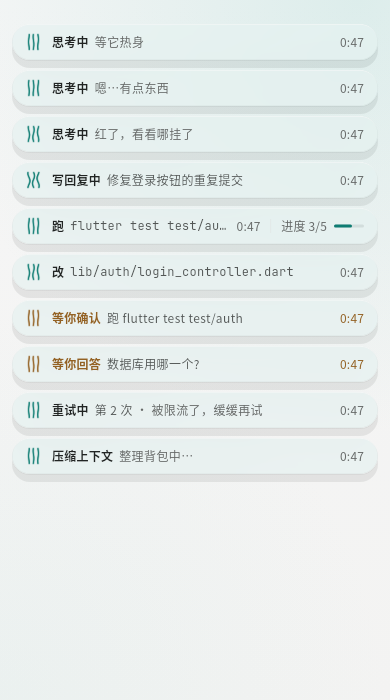 思考中 等它热身 0:47
思考中 嗯…有点东西 0:47
思考中 红了，看看哪挂了 0:47
写回复中 修复登录按钮的重复提交 0:47
跑 flutter test test/au… 0:47 进度 3/5
改 lib/auth/login_controller.dart 0:47
等你确认 跑 flutter test test/auth 0:47
等你回答 数据库用哪一个? 0:47
重试中 第 2 次 · 被限流了，缓缓再试 0:47
压缩上下文 整理背包中… 0:47